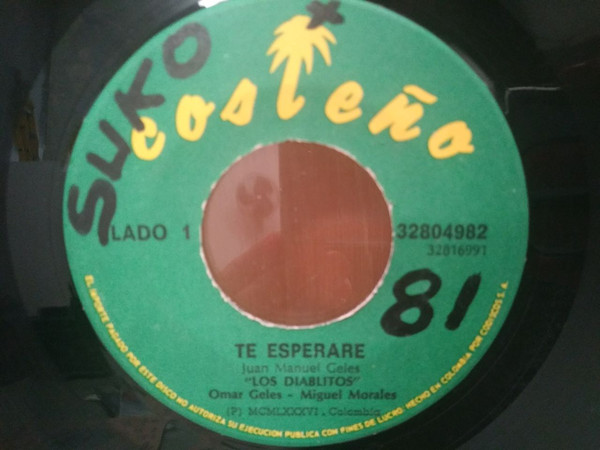 SUKO
costeño
LADO 1
32804982
32816991
81
TE ESPERARE
Juan Manuel Geles
"LOS DIABLITOS"
Omar Geles - Miguel Morales
(P) MCMLXXXVI. Colombia
EL IMPORTE PAGADO POR ESTE DISCO NO AUTORIZA SU EJECUCION PUBLICA CON FINES DE LUCRO: HECHO EN COLOMBIA POR CODISCOS S.A.